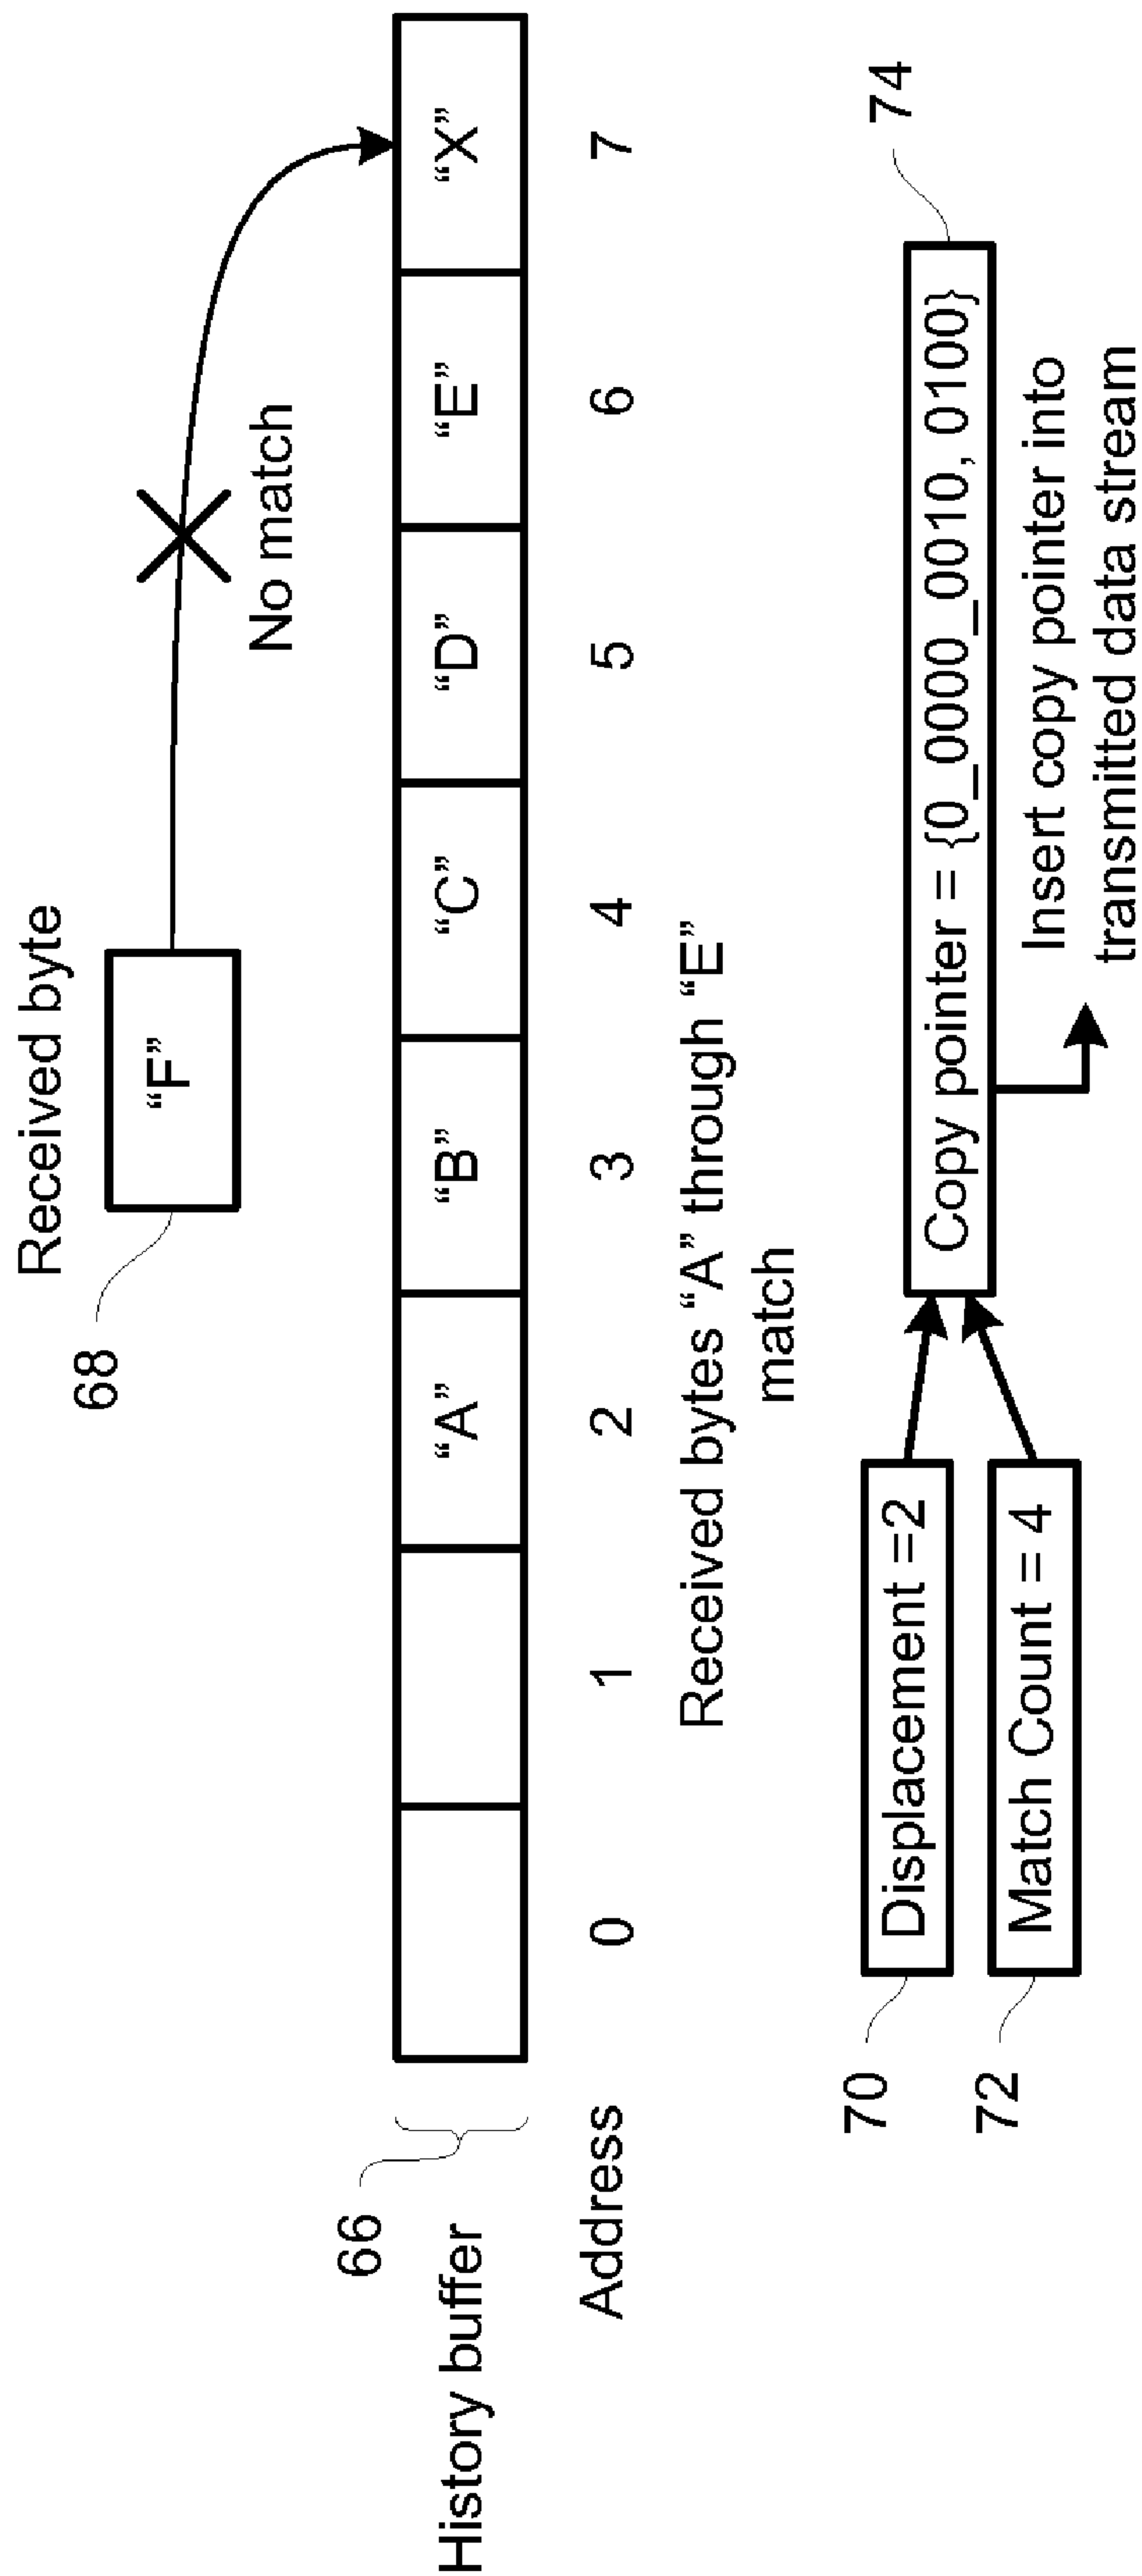 Received byte
68
“F”
No match
66
History buffer
“A” “B” “C” “D” “E” “X”
Address 0 1 2 3 4 5 6 7
Received bytes “A” through “E”
match
70
Displacement =2
72
Match Count = 4
Copy pointer = {0_0000_0010, 0100}
74
Insert copy pointer into
transmitted data stream